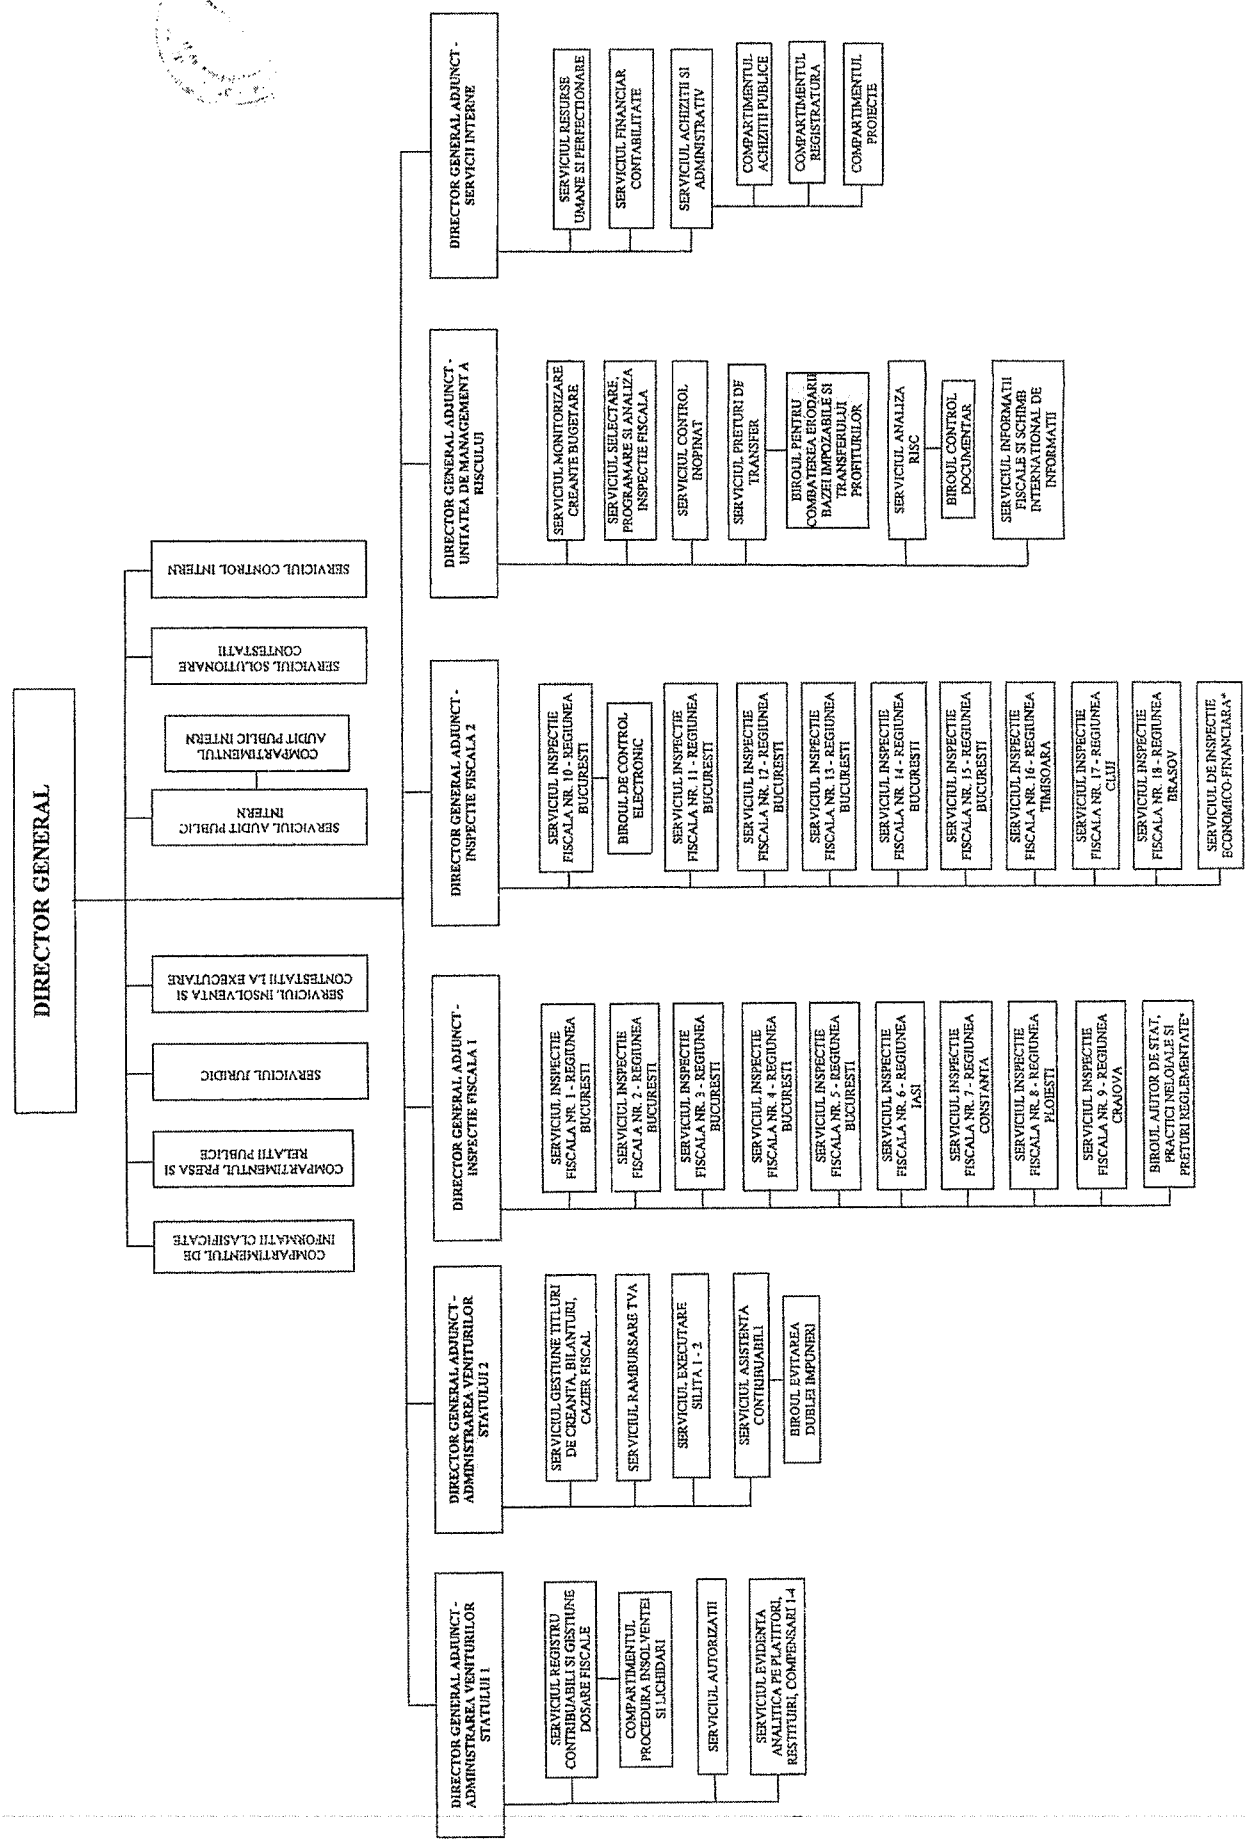 DIRECTOR GENERAL
COMPARTIMENTUL DE
INFORMATII CLASIFICATE
COMPARTIMENTUL PRESA SI
RELATII PUBLICE
SERVICIUL JURIDIC
SERVICIUL INSOLVENTA SI
CONTESTATII LA EXECUTARE
SERVICIUL AUDIT PUBLIC
INTERN
COMPARTIMENTUL
AUDIT PUBLIC INTERN
SERVICIUL SOLUTIONARE
CONTESTATII
SERVICIUL CONTROL INTERN
DIRECTOR GENERAL ADJUNCT -
ADMINISTRAREA VENITURILOR
STATULUI 1
SERVICIUL REGISTRU
CONTRIBUABILI SI GESTIUNE
DOSARE FISCALE
COMPARTIMENTUL
PROCEDURA INSOLVENTEI
SI LICHIDARI
SERVICIUL AUTORIZATII
SERVICIUL EVIDENTA
ANALITICA PE PLATITORI,
RESTITUIRI, COMPENSARI 1-4
DIRECTOR GENERAL ADJUNCT -
ADMINISTRAREA VENITURILOR
STATULUI 2
SERVICIUL GESTIUNE TITLURI
DE CREANTA, BILANTURI,
CAZIER FISCAL
SERVICIUL RAMBURSARE TVA
SERVICIUL EXECUTARE
SILITA 1 - 2
SERVICIUL ASISTENTA
CONTRIBUABILI
BIROUL EVITAREA
DUBLEI IMPUNERI
DIRECTOR GENERAL ADJUNCT -
INSPECTIE FISCALA 1
SERVICIUL INSPECTIE
FISCALA NR. 1 - REGIUNEA
BUCURESTI
SERVICIUL INSPECTIE
FISCALA NR. 2 - REGIUNEA
BUCURESTI
SERVICIUL INSPECTIE
FISCALA NR. 3 - REGIUNEA
BUCURESTI
SERVICIUL INSPECTIE
FISCALA NR. 4 - REGIUNEA
BUCURESTI
SERVICIUL INSPECTIE
FISCALA NR. 5 - REGIUNEA
BUCURESTI
SERVICIUL INSPECTIE
FISCALA NR. 6 - REGIUNEA
IASI
SERVICIUL INSPECTIE
FISCALA NR. 7 - REGIUNEA
CONSTANTA
SERVICIUL INSPECTIE
FISCALA NR. 8 - REGIUNEA
PLOIESTI
SERVICIUL INSPECTIE
FISCALA NR. 9 - REGIUNEA
CRAIOVA
BIROUL AJUTOR DE STAT,
PRACTICI NELOIALE SI
PRETURI REGLEMENTATE*
DIRECTOR GENERAL ADJUNCT -
INSPECTIE FISCALA 2
SERVICIUL INSPECTIE
FISCALA NR. 10 - REGIUNEA
BUCURESTI
BIROUL DE CONTROL
ELECTRONIC
SERVICIUL INSPECTIE
FISCALA NR. 11 - REGIUNEA
BUCURESTI
SERVICIUL INSPECTIE
FISCALA NR. 12 - REGIUNEA
BUCURESTI
SERVICIUL INSPECTIE
FISCALA NR. 13 - REGIUNEA
BUCURESTI
SERVICIUL INSPECTIE
FISCALA NR. 14 - REGIUNEA
BUCURESTI
SERVICIUL INSPECTIE
FISCALA NR. 15 - REGIUNEA
BUCURESTI
SERVICIUL INSPECTIE
FISCALA NR. 16 - REGIUNEA
TIMISOARA
SERVICIUL INSPECTIE
FISCALA NR. 17 - REGIUNEA
CLUJ
SERVICIUL INSPECTIE
FISCALA NR. 18 - REGIUNEA
BRASOV
SERVICIUL DE INSPECTIE
ECONOMICO-FINANCIARA*
DIRECTOR GENERAL ADJUNCT -
UNITATEA DE MANAGEMENT A
RISCULUI
SERVICIUL MONITORIZARE
CREANTE BUGETARE
SERVICIUL SELECTARE,
PROGRAMARE SI ANALIZA
INSPECTIE FISCALA
SERVICIUL CONTROL
INOPINAT
SERVICIUL PRETURI DE
TRANSFER
BIROUL PENTRU
COMBATEREA ERODARII
BAZEI IMPOZABILE SI
TRANSFERULUI
PROFITURILOR
SERVICIUL ANALIZA
RISC
BIROUL CONTROL
DOCUMENTAR
SERVICIUL INFORMATII
FISCALE SI SCHIMB
INTERNATIONAL DE
INFORMATII
DIRECTOR GENERAL ADJUNCT -
SERVICII INTERNE
SERVICIUL RESURSE
UMANE SI PERFECTIONARE
SERVICIUL FINANCIAR
CONTABILITATE
SERVICIUL ACHIZITII SI
ADMINISTRATIV
COMPARTIMENTUL
ACHIZITII PUBLICE
COMPARTIMENTUL
REGISTRATURA
COMPARTIMENTUL
PROIECTE